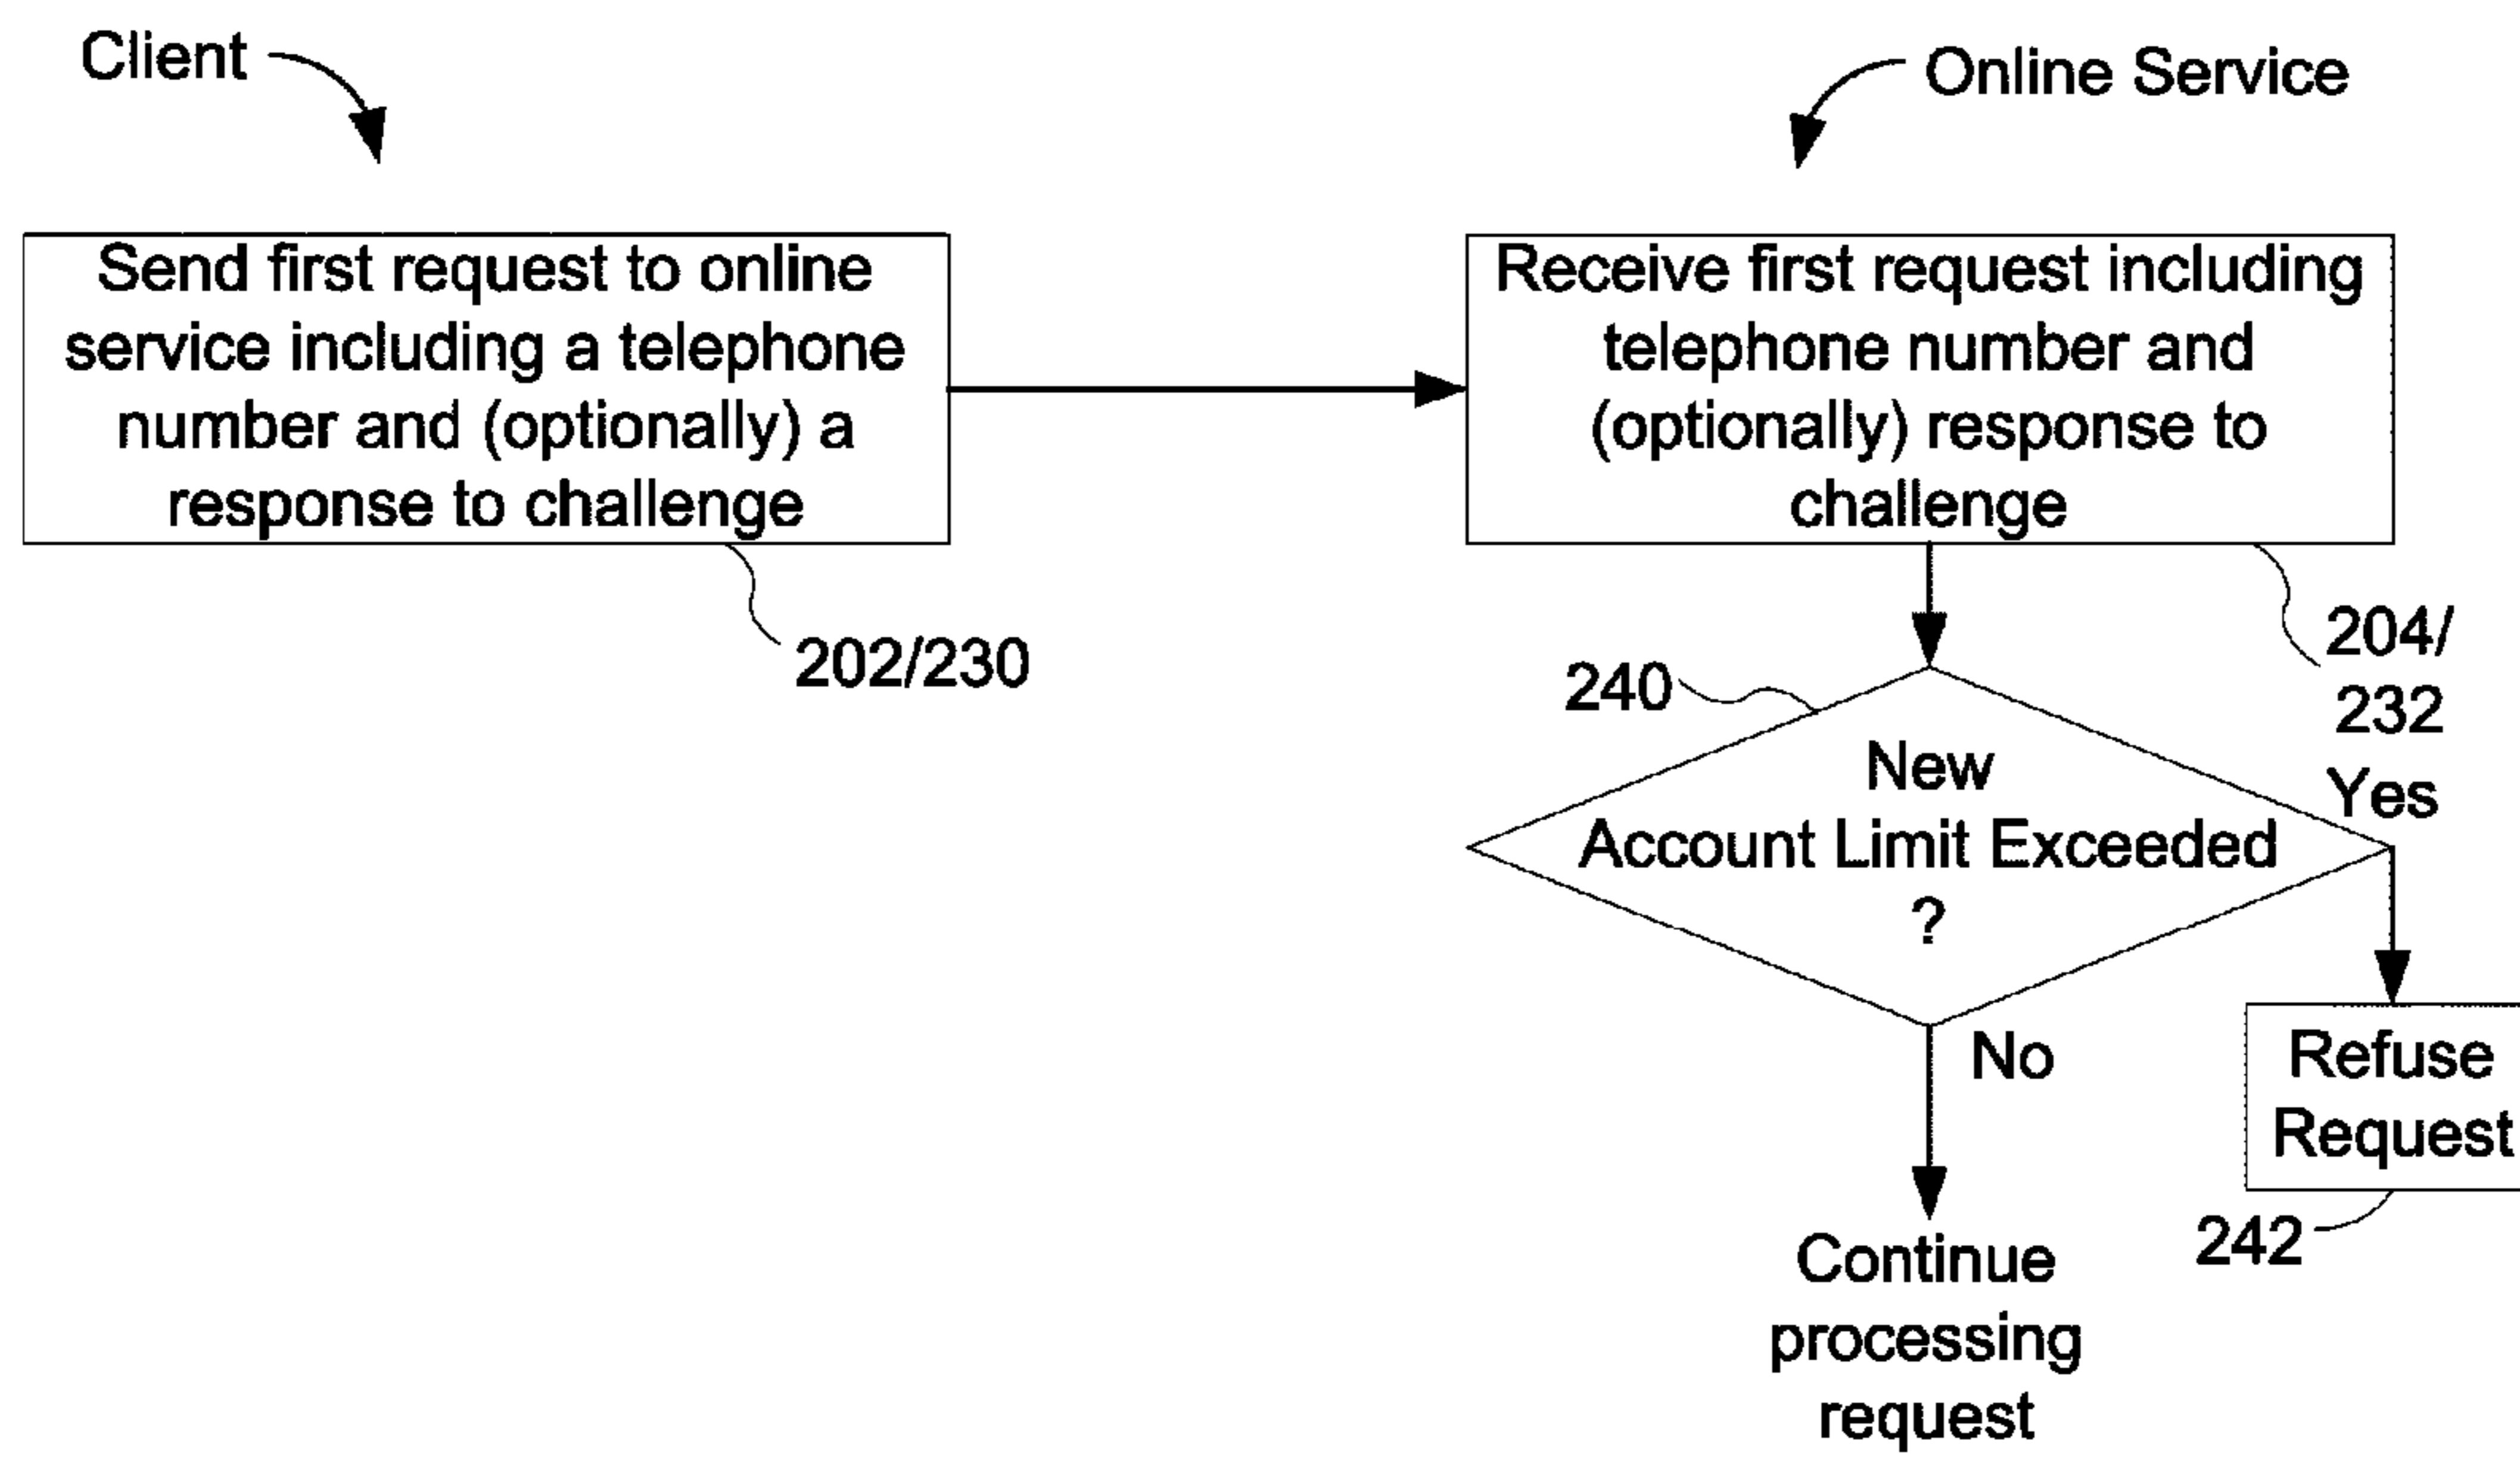 Client
Online Service
Send first request to online
service including a telephone
number and (optionally) a
response to challenge
202/230
Receive first request including
telephone number and
(optionally) response to
challenge
204/
232
240
New
Account Limit Exceeded
?
Yes
No
Refuse
Request
242
Continue
processing
request